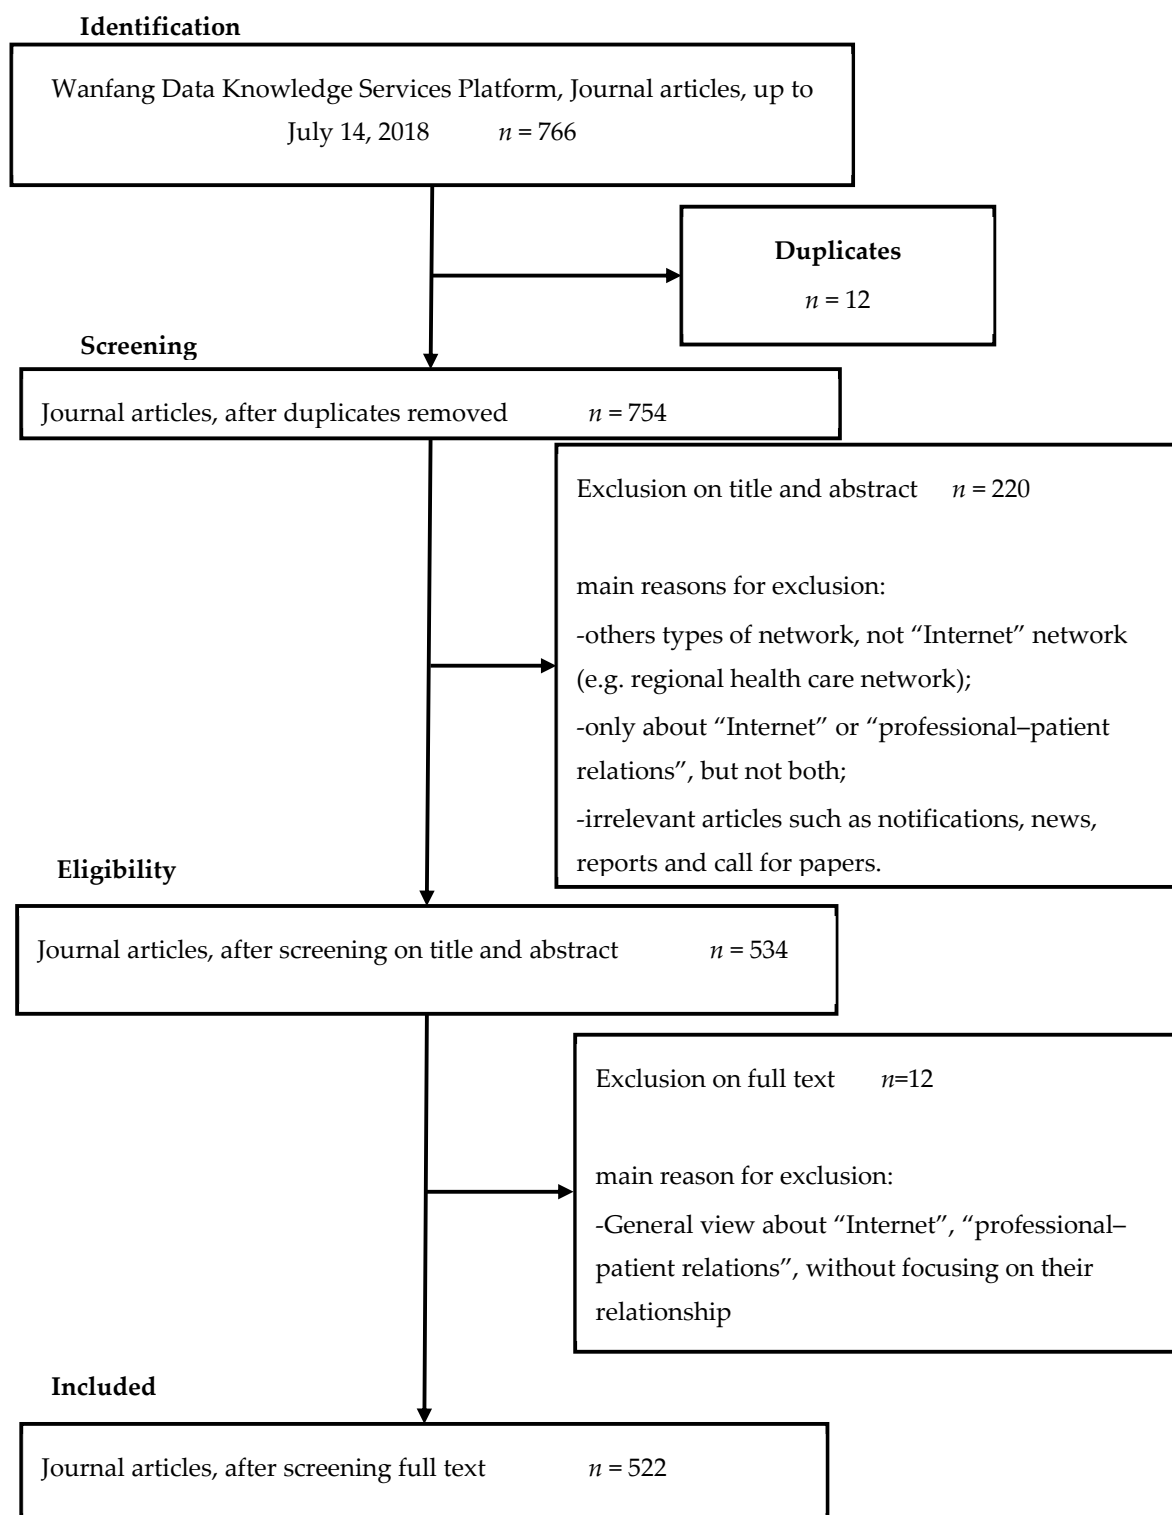 Identification
Wanfang Data Knowledge Services Platform, Journal articles, up to
July 14, 2018 n = 766
Duplicates
n = 12
Screening
Journal articles, after duplicates removed n = 754
Exclusion on title and abstract n = 220
main reasons for exclusion:
-others types of network, not “Internet” network
(e.g. regional health care network);
-only about “Internet” or “professional–patient
relations”, but not both;
-irrelevant articles such as notifications, news,
reports and call for papers.
Eligibility
Journal articles, after screening on title and abstract n = 534
Exclusion on full text n=12
main reason for exclusion:
-General view about “Internet”, “professional–
patient relations”, without focusing on their
relationship
Included
Journal articles, after screening full text n = 522